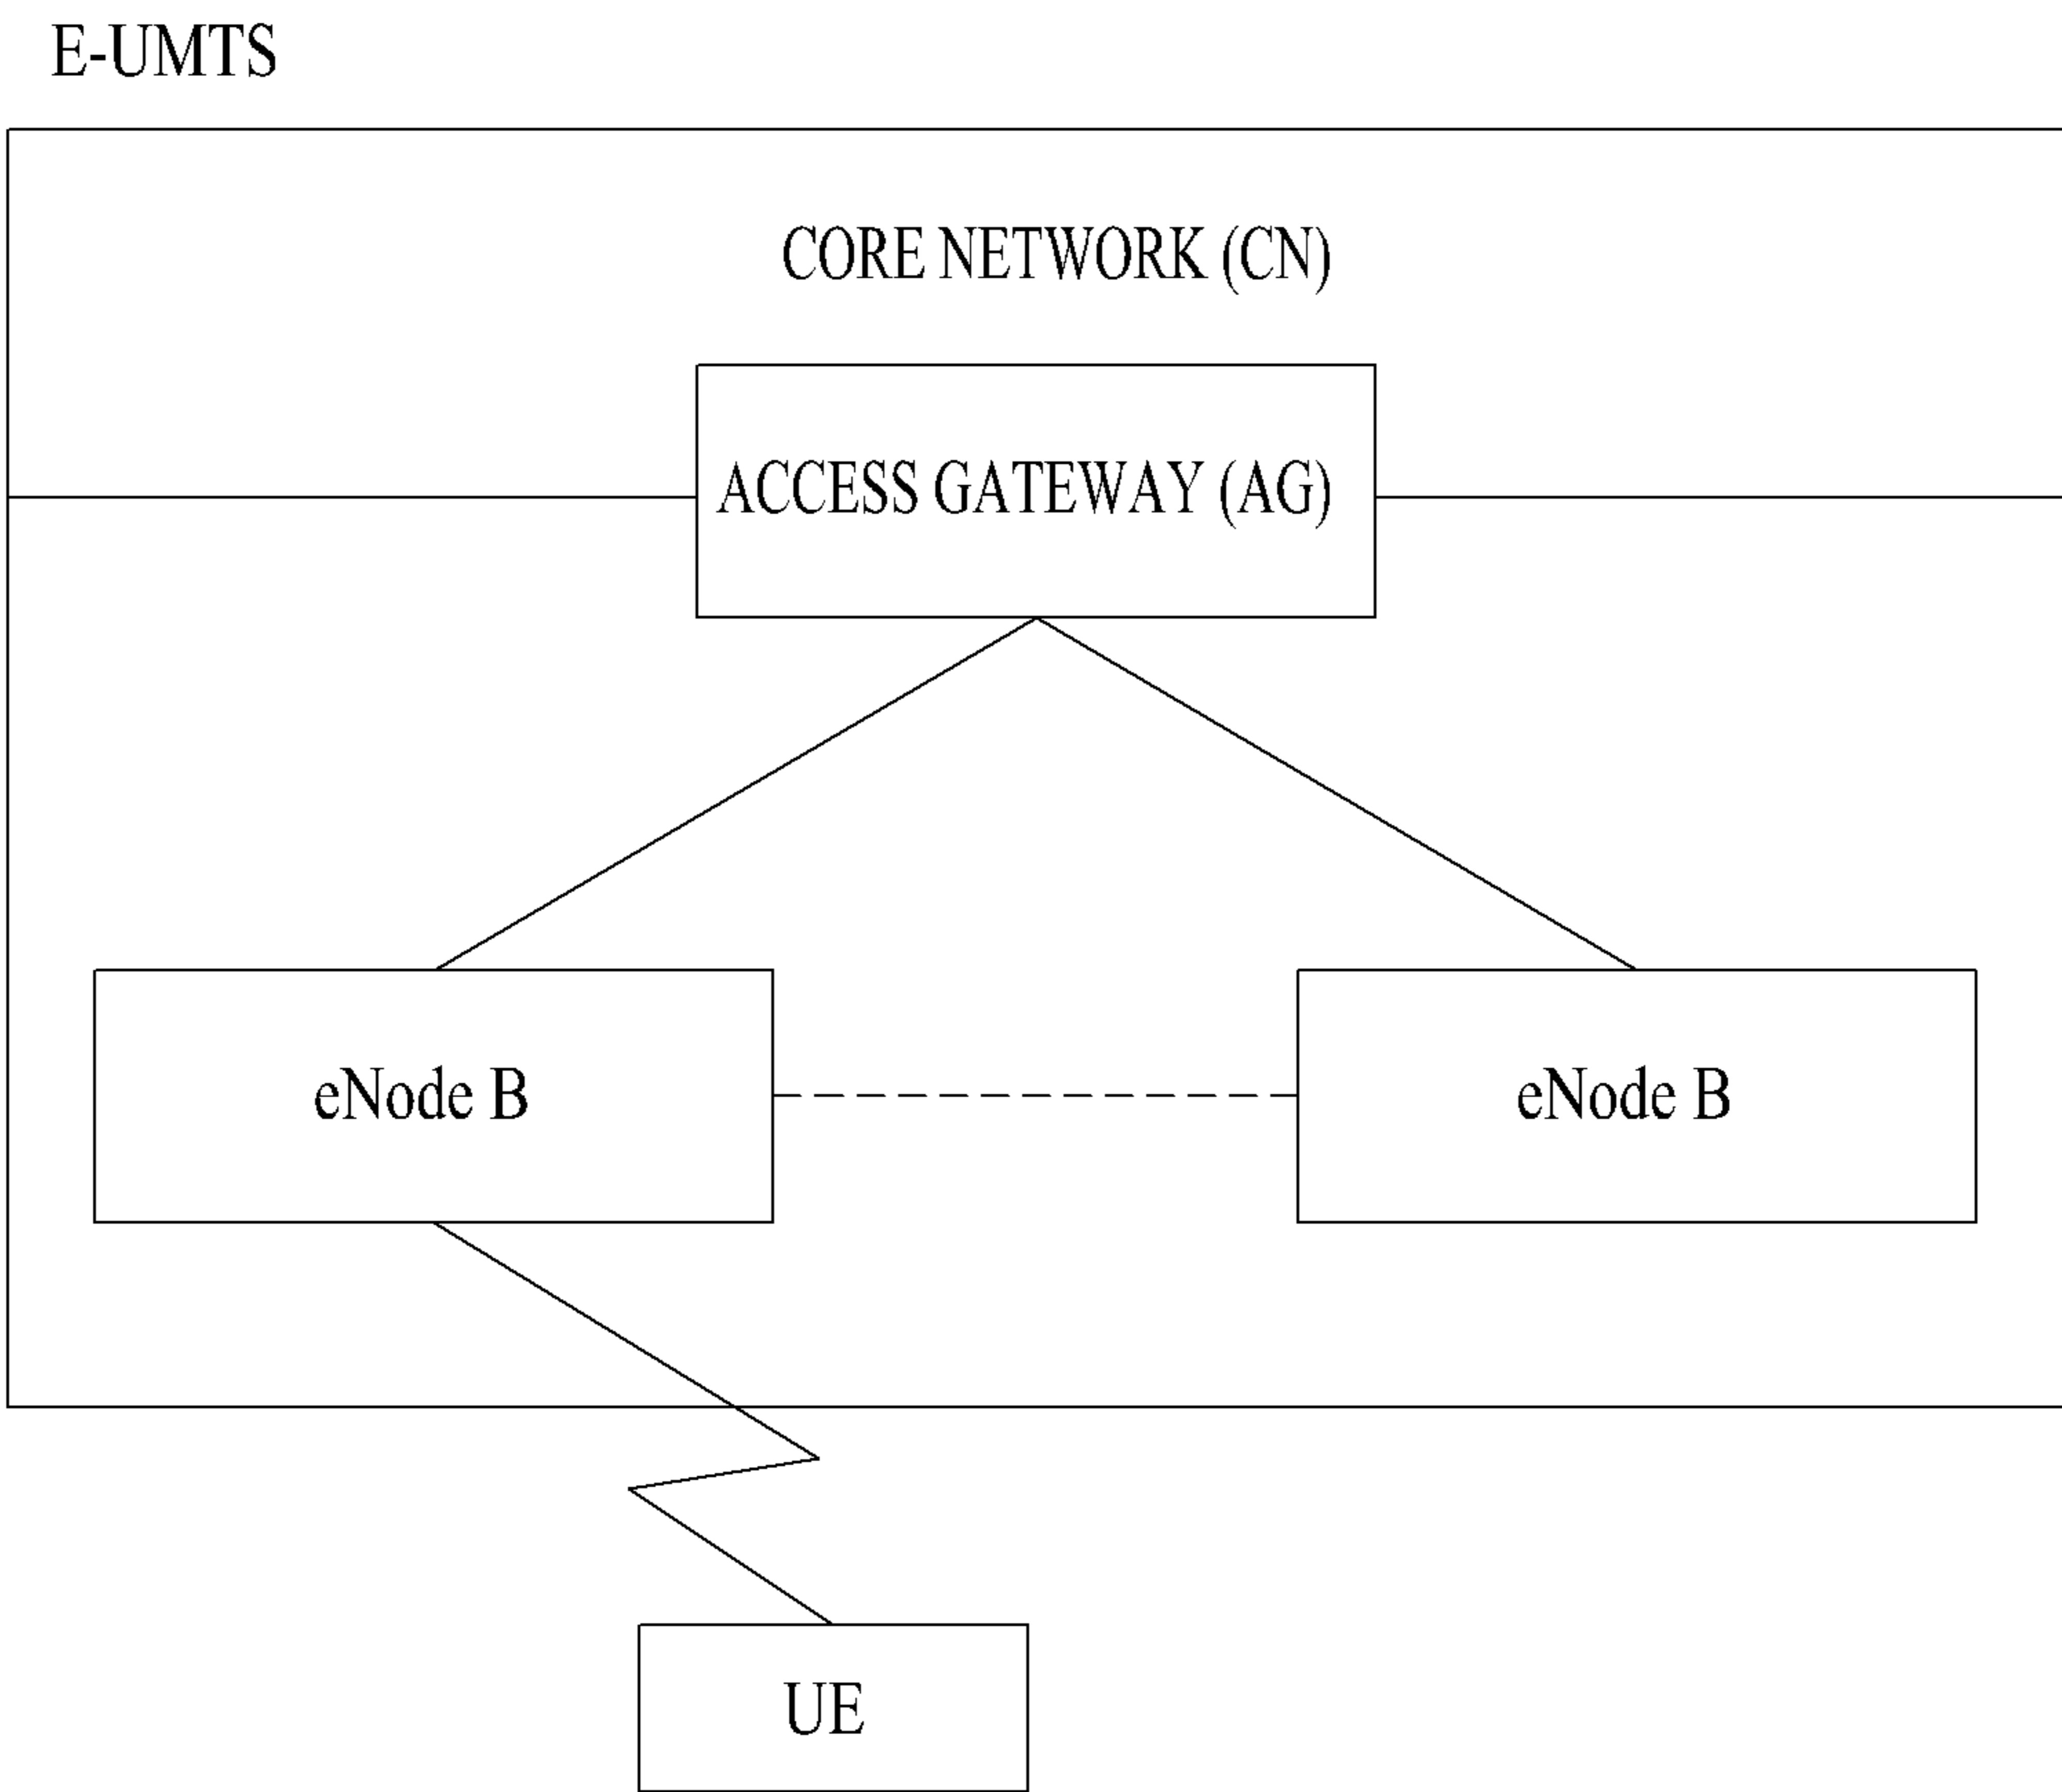 E-UMTS
CORE NETWORK (CN)
ACCESS GATEWAY (AG)
eNode B
eNode B
UE